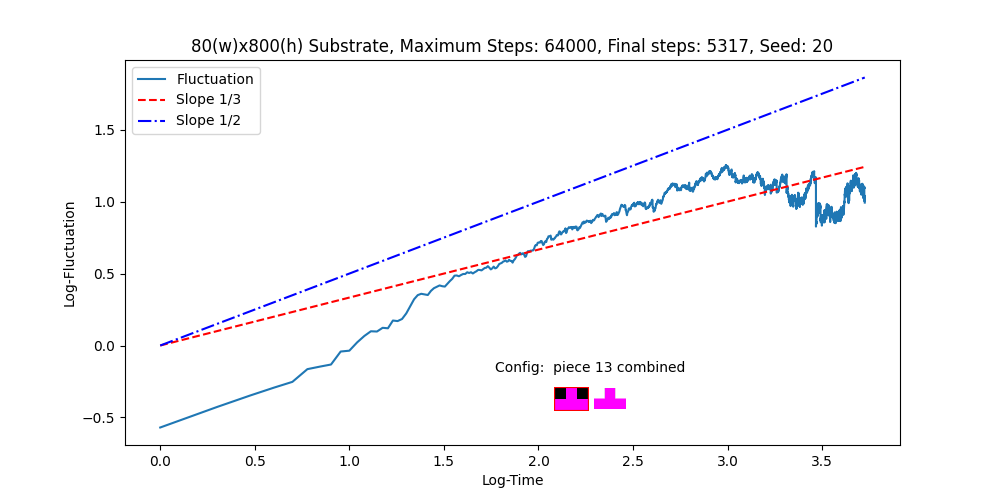 80(w)x800(h) Substrate, Maximum Steps: 64000, Final steps: 5317, Seed: 20
Fluctuation
Slope 1/3
Slope 1/2
1.5
1.0
0.5
0.0
−0.5
Log-Fluctuation
Config:  piece 13 combined
0.0 0.5 1.0 1.5 2.0 2.5 3.0 3.5
Log-Time